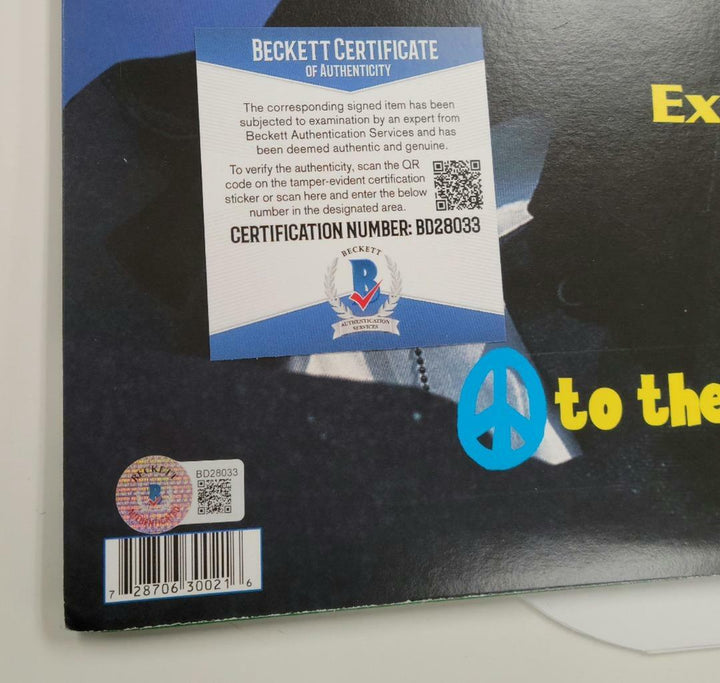 BECKETT CERTIFICATE
OF AUTHENTICITY
The corresponding signed item has been
subjected to examination by an expert from
Beckett Authentication Services and has
been deemed authentic and genuine.
To verify the authenticity, scan the QR
code on the tamper-evident certification
sticker or scan here and enter the below
number in the designated area.
CERTIFICATION NUMBER: BD28033
BECKETT
B
AUTHENTICATION
SERVICES
Ex
to the
BECKETT
B
AUTHENTICATED
BD28033
7 28706 30021 6